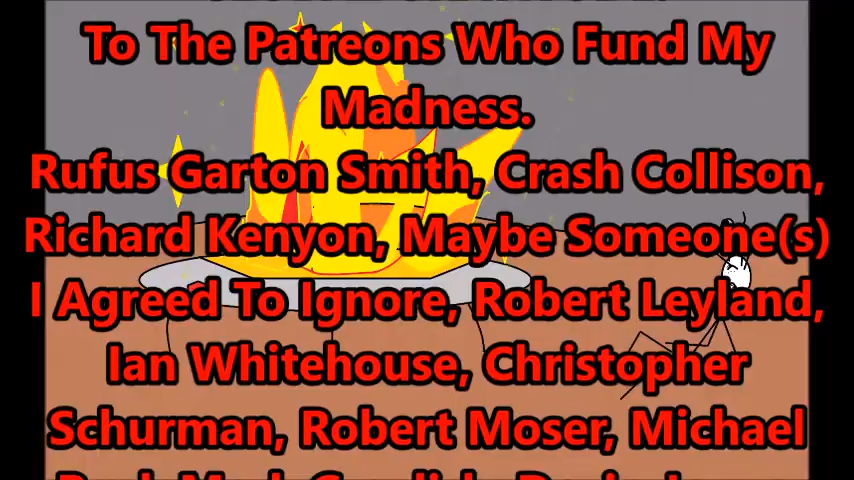 To The Patreons Who Fund My
Madness.
Rufus Garton Smith, Crash Collison,
Richard Kenyon, Maybe Someone(s)
I Agreed To Ignore, Robert Leyland,
Ian Whitehouse, Christopher
Schurman, Robert Moser, Michael